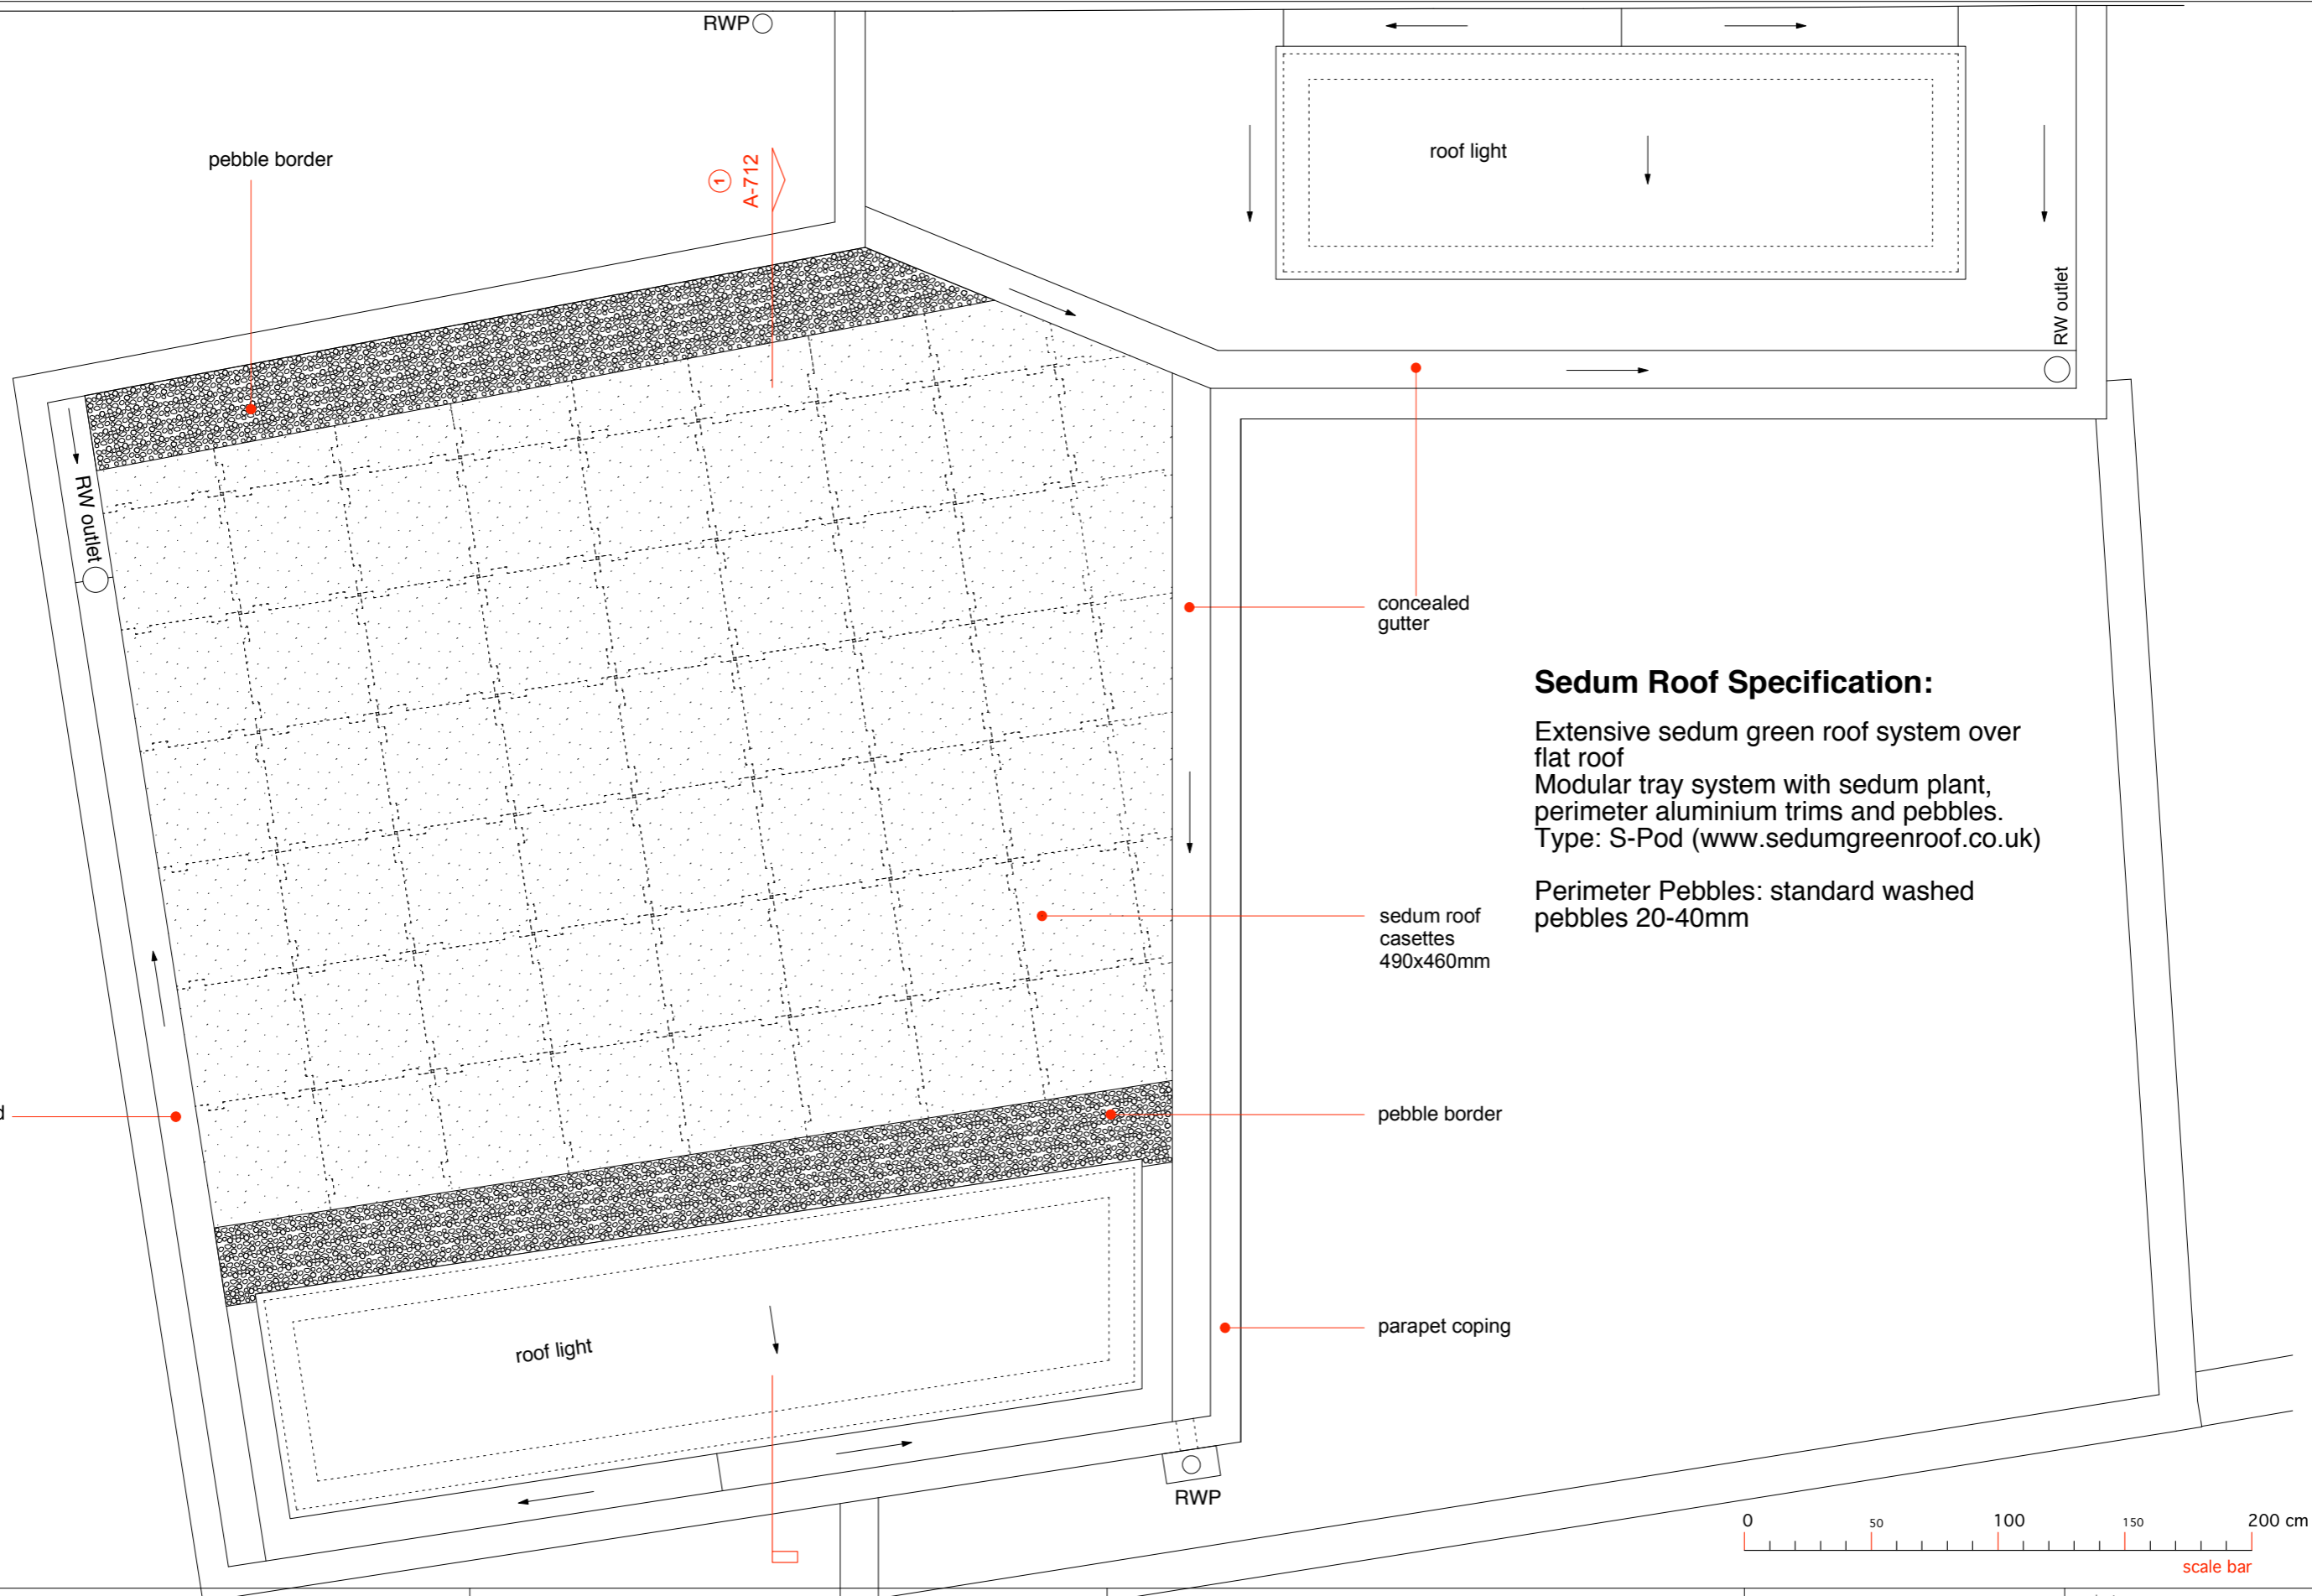 RWP
pebble border
1
A-712
roof light
RW outlet
RW outlet
concealed
gutter
Sedum Roof Specification:
Extensive sedum green roof system over
flat roof
Modular tray system with sedum plant,
perimeter aluminium trims and pebbles.
Type: S-Pod (www.sedumgreenroof.co.uk)
Perimeter Pebbles: standard washed
pebbles 20-40mm
sedum roof
casettes
490x460mm
pebble border
parapet coping
roof light
RWP
0 50 100 150 200 cm
scale bar